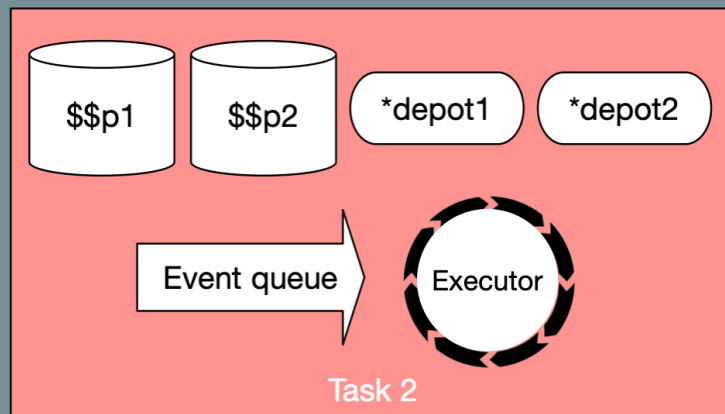 $$p1
$$p2
*depot1
*depot2
Event queue
Executor
Task 2